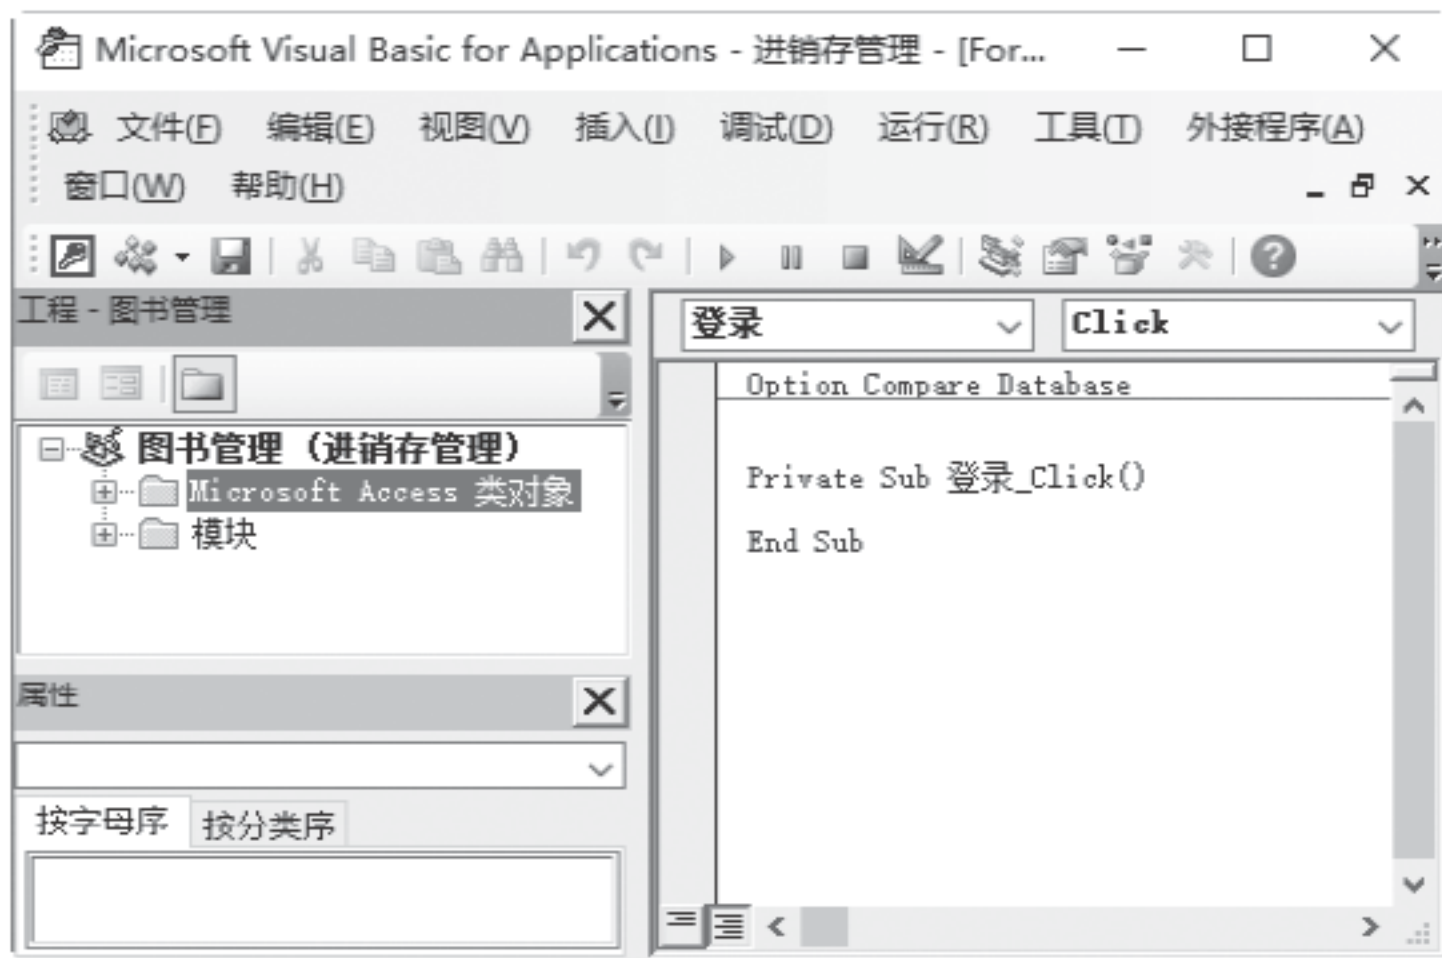 Microsoft Visual Basic for Applications - 进销存管理 - [For...
文件(F) 编辑(E) 视图(V) 插入(I) 调试(D) 运行(R) 工具(T) 外接程序(A)
窗口(W) 帮助(H)
工程 - 图书管理
图书管理 (进销存管理)
Microsoft Access 类对象
模块
属性
按字母序 按分类序
登录 Click
Option Compare Database
Private Sub 登录_Click()
End Sub